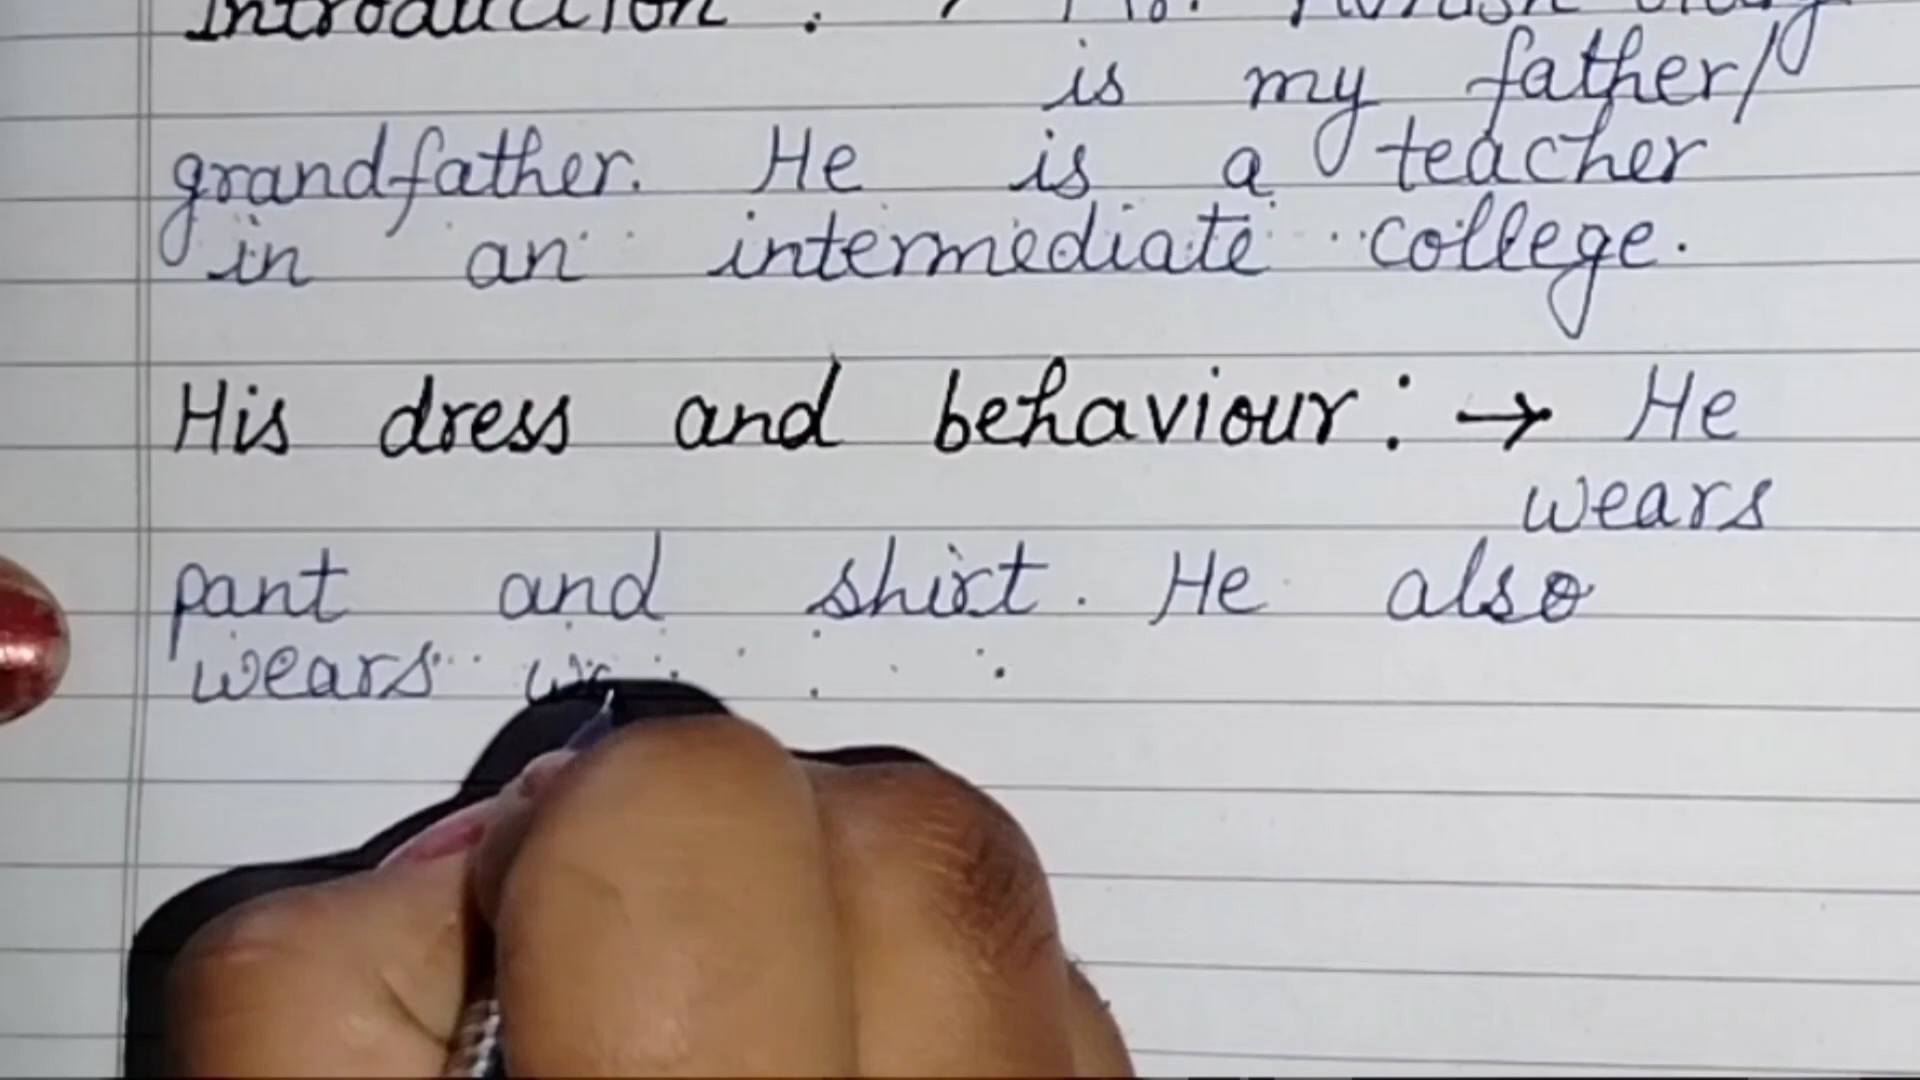 Introduction :
is my father/
grandfather. He is a teacher
in an intermediate college.
His dress and behaviour : → He
wears
pant and shirt. He also
wears